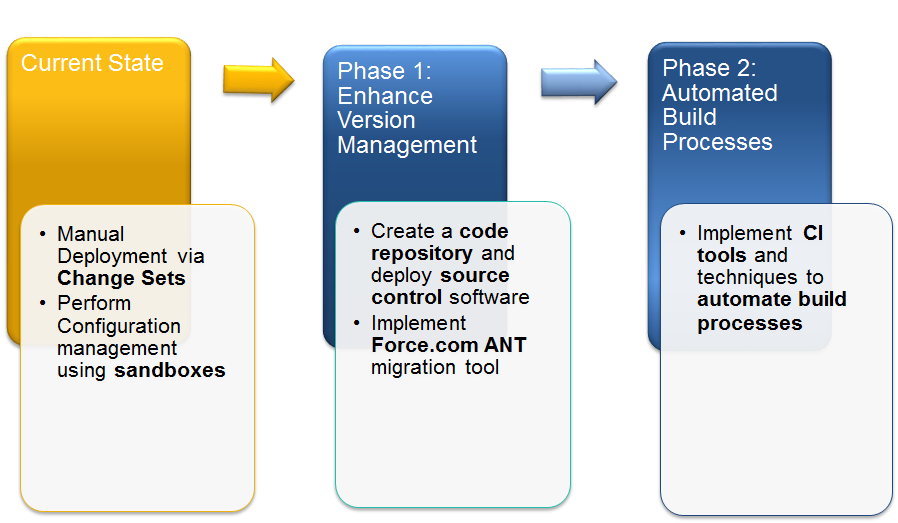 Current State
• Manual
Deployment via
Change Sets
• Perform
Configuration
management
using sandboxes
Phase 1:
Enhance
Version
Management
• Create a code
repository and
deploy source
control software
• Implement
Force.com ANT
migration tool
Phase 2:
Automated
Build
Processes
• Implement CI
tools and
techniques to
automate build
processes